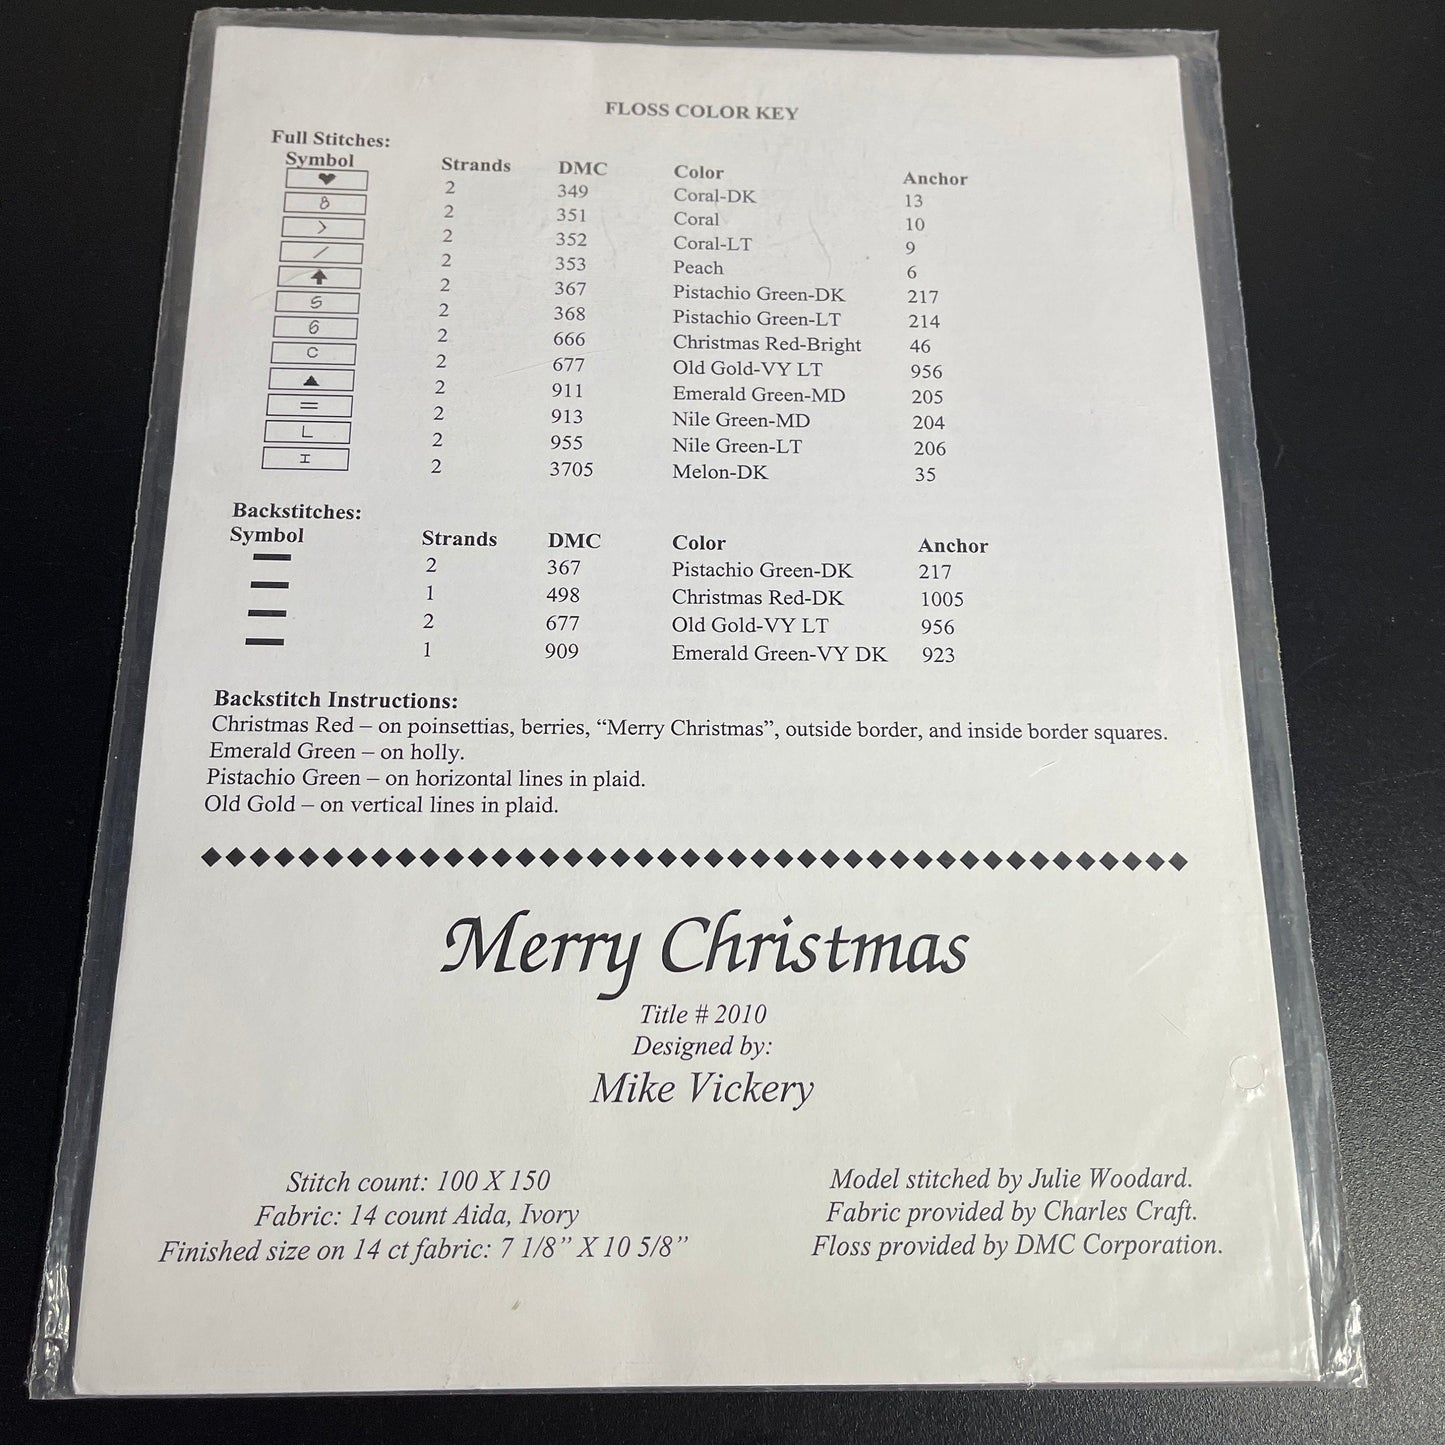 FLOSS COLOR KEY
Full Stitches:
Symbol Strands DMC Color Anchor
♥ 2 349 Coral-DK 13
8 2 351 Coral 10
> 2 352 Coral-LT 9
/ 2 353 Peach 6
↑ 2 367 Pistachio Green-DK 217
5 2 368 Pistachio Green-LT 214
6 2 666 Christmas Red-Bright 46
C 2 677 Old Gold-VY LT 956
▲ 2 911 Emerald Green-MD 205
= 2 913 Nile Green-MD 204
L 2 955 Nile Green-LT 206
I 2 3705 Melon-DK 35
Backstitches:
Symbol Strands DMC Color Anchor
2 367 Pistachio Green-DK 217
1 498 Christmas Red-DK 1005
2 677 Old Gold-VY LT 956
1 909 Emerald Green-VY DK 923
Backstitch Instructions:
Christmas Red – on poinsettias, berries, “Merry Christmas”, outside border, and inside border squares.
Emerald Green – on holly.
Pistachio Green – on horizontal lines in plaid.
Old Gold – on vertical lines in plaid.
Merry Christmas
Title # 2010
Designed by:
Mike Vickery
Stitch count: 100 X 150
Fabric: 14 count Aida, Ivory
Finished size on 14 ct fabric: 7 1/8” X 10 5/8”
Model stitched by Julie Woodard.
Fabric provided by Charles Craft.
Floss provided by DMC Corporation.